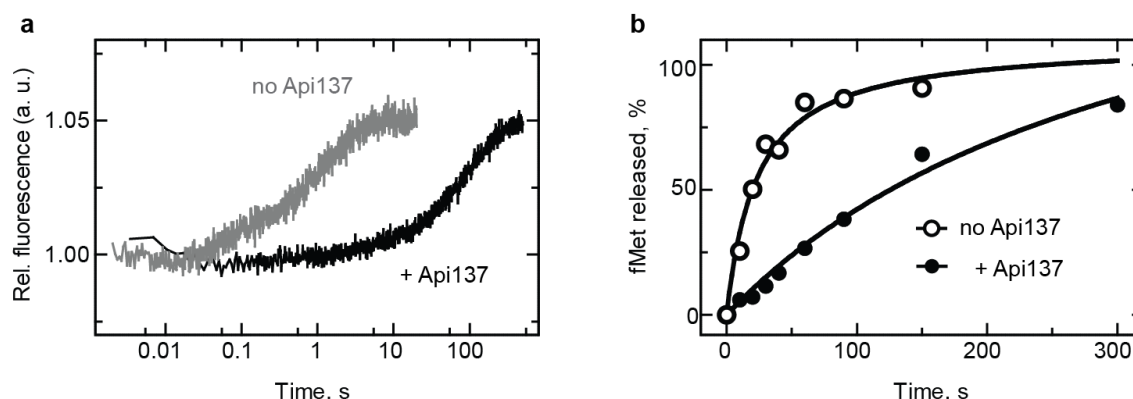 a
Rel. fluorescence (a. u.)
1.05
1.00
no Api137
+ Api137
0.01 0.1 1 10 100
Time, s
b
fMet released, %
100
50
0
no Api137
+ Api137
0 100 200 300
Time, s